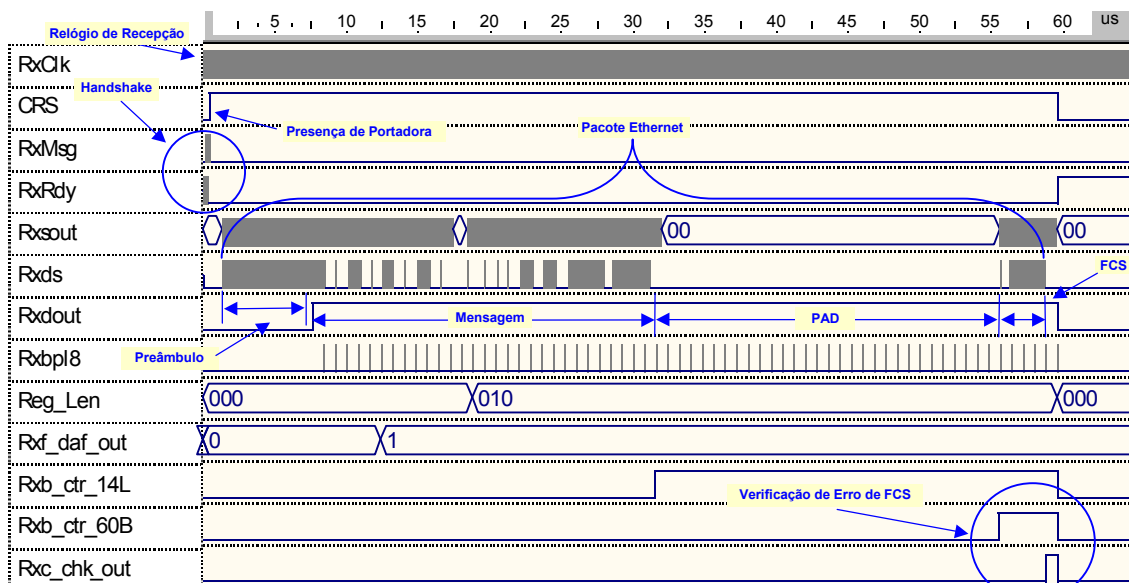 5 10 15 20 25 30 35 40 45 50 55 60 us
Relógio de Recepção
RxClk
Handshake
CRS
Presença de Portadora
Pacote Ethernet
RxMsg
RxRdy
Rxsout
00
00
Rxds
FCS
Rxdout
Mensagem
PAD
Preâmbulo
Rxbpl8
Reg_Len
000
010
000
Rxf_daf_out
0
1
Rxb_ctr_14L
Verificação de Erro de FCS
Rxb_ctr_60B
Rxc_chk_out